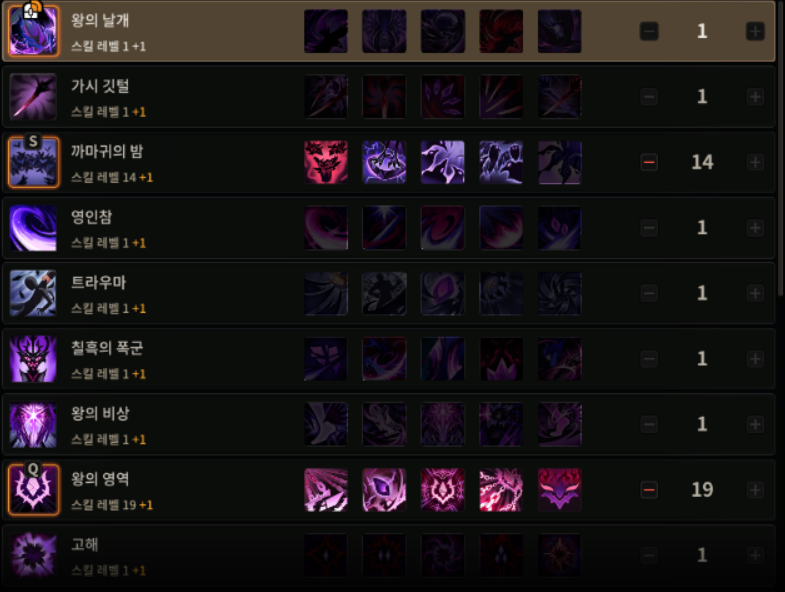 왕의 날개
스킬 레벨 1 +1
1
가시 깃털
스킬 레벨 1 +1
1
S
까마귀의 밤
스킬 레벨 14 +1
14
영인참
스킬 레벨 1 +1
1
트라우마
스킬 레벨 1 +1
1
칠흑의 폭군
스킬 레벨 1 +1
1
왕의 비상
스킬 레벨 1 +1
1
Q
왕의 영역
스킬 레벨 19 +1
19
고해
스킬 레벨 1 +1
1